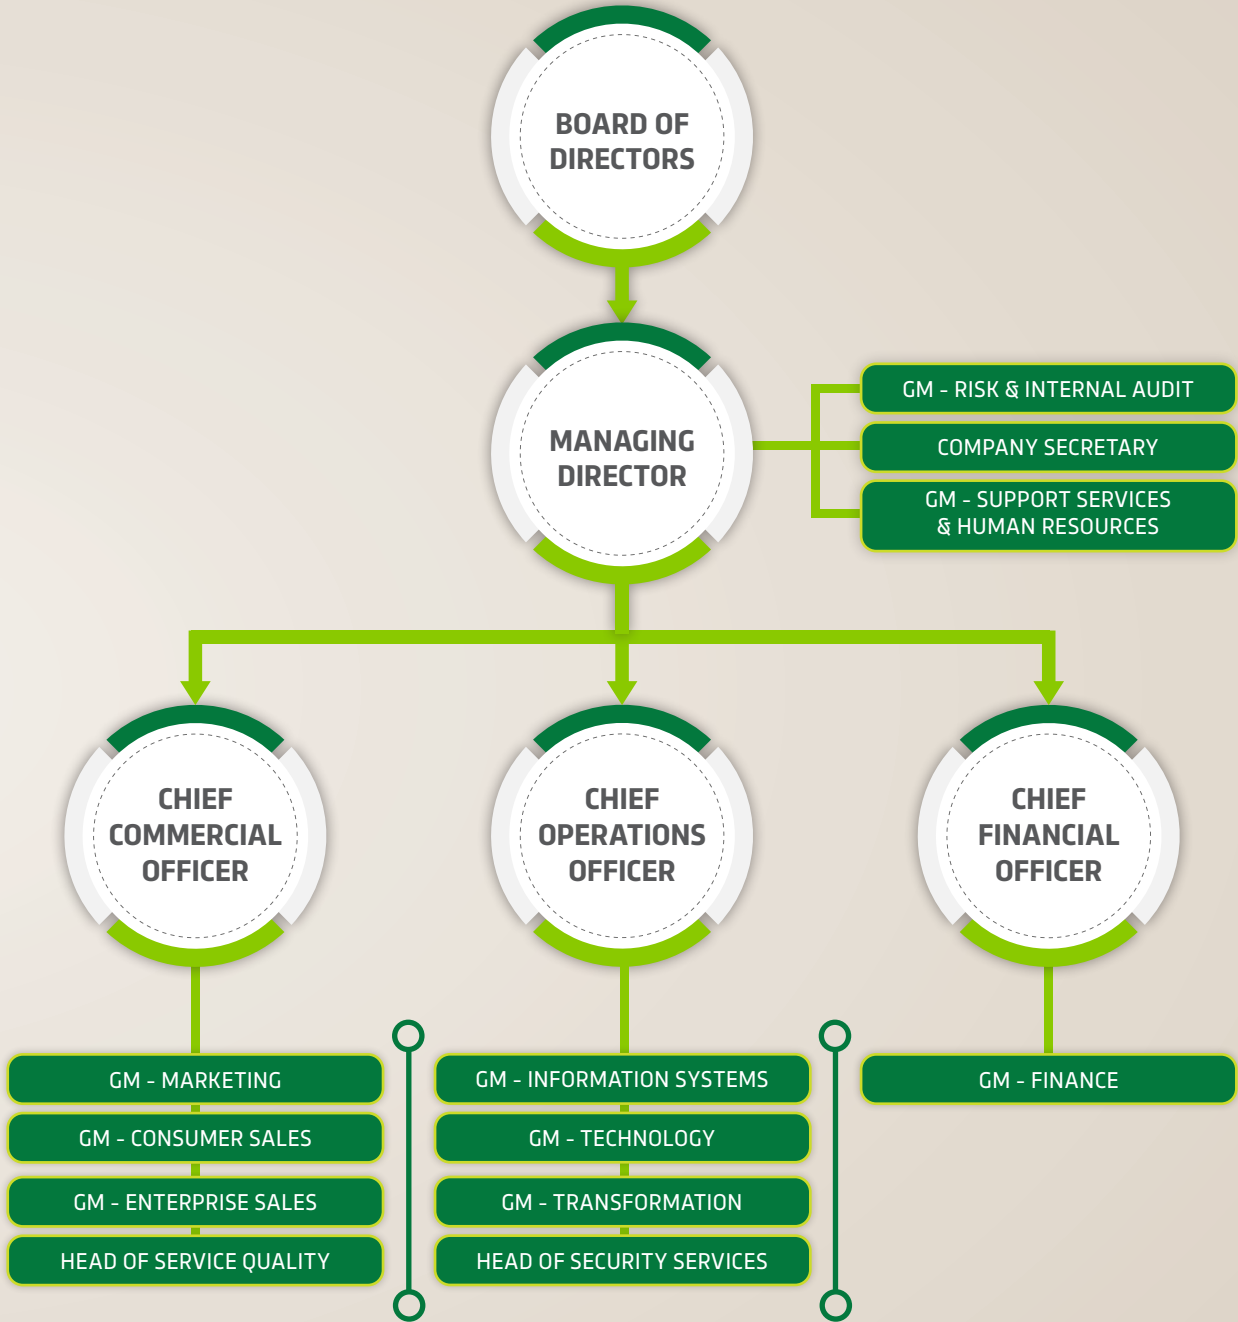 BOARD OF
DIRECTORS
MANAGING
DIRECTOR
GM - RISK & INTERNAL AUDIT
COMPANY SECRETARY
GM - SUPPORT SERVICES
& HUMAN RESOURCES
CHIEF
COMMERCIAL
OFFICER
CHIEF
OPERATIONS
OFFICER
CHIEF
FINANCIAL
OFFICER
GM - MARKETING
GM - CONSUMER SALES
GM - ENTERPRISE SALES
HEAD OF SERVICE QUALITY
GM - INFORMATION SYSTEMS
GM - TECHNOLOGY
GM - TRANSFORMATION
HEAD OF SECURITY SERVICES
GM - FINANCE